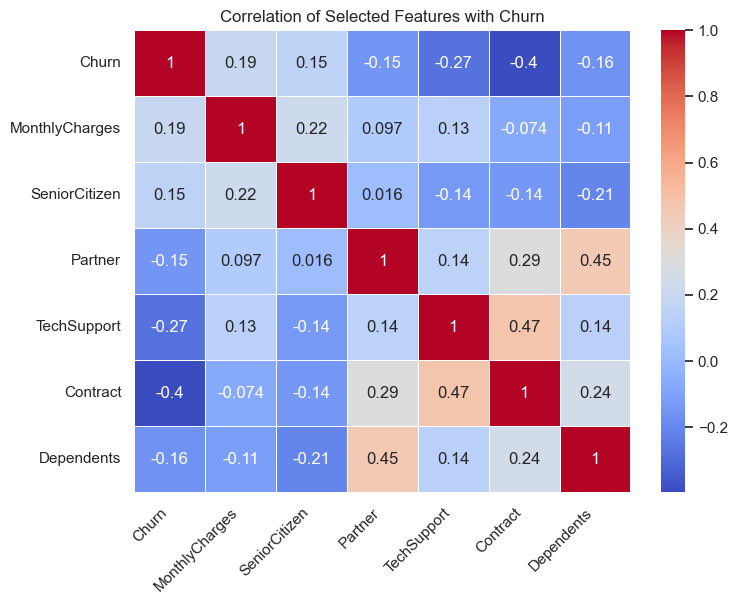 Correlation of Selected Features with Churn
Churn 1 0.19 0.15 -0.15 -0.27 -0.4 -0.16
MonthlyCharges 0.19 1 0.22 0.097 0.13 -0.074 -0.11
SeniorCitizen 0.15 0.22 1 0.016 -0.14 -0.14 -0.21
Partner -0.15 0.097 0.016 1 0.14 0.29 0.45
TechSupport -0.27 0.13 -0.14 0.14 1 0.47 0.14
Contract -0.4 -0.074 -0.14 0.29 0.47 1 0.24
Dependents -0.16 -0.11 -0.21 0.45 0.14 0.24 1
Churn MonthlyCharges SeniorCitizen Partner TechSupport Contract Dependents
1.0
0.8
0.6
0.4
0.2
0.0
−0.2